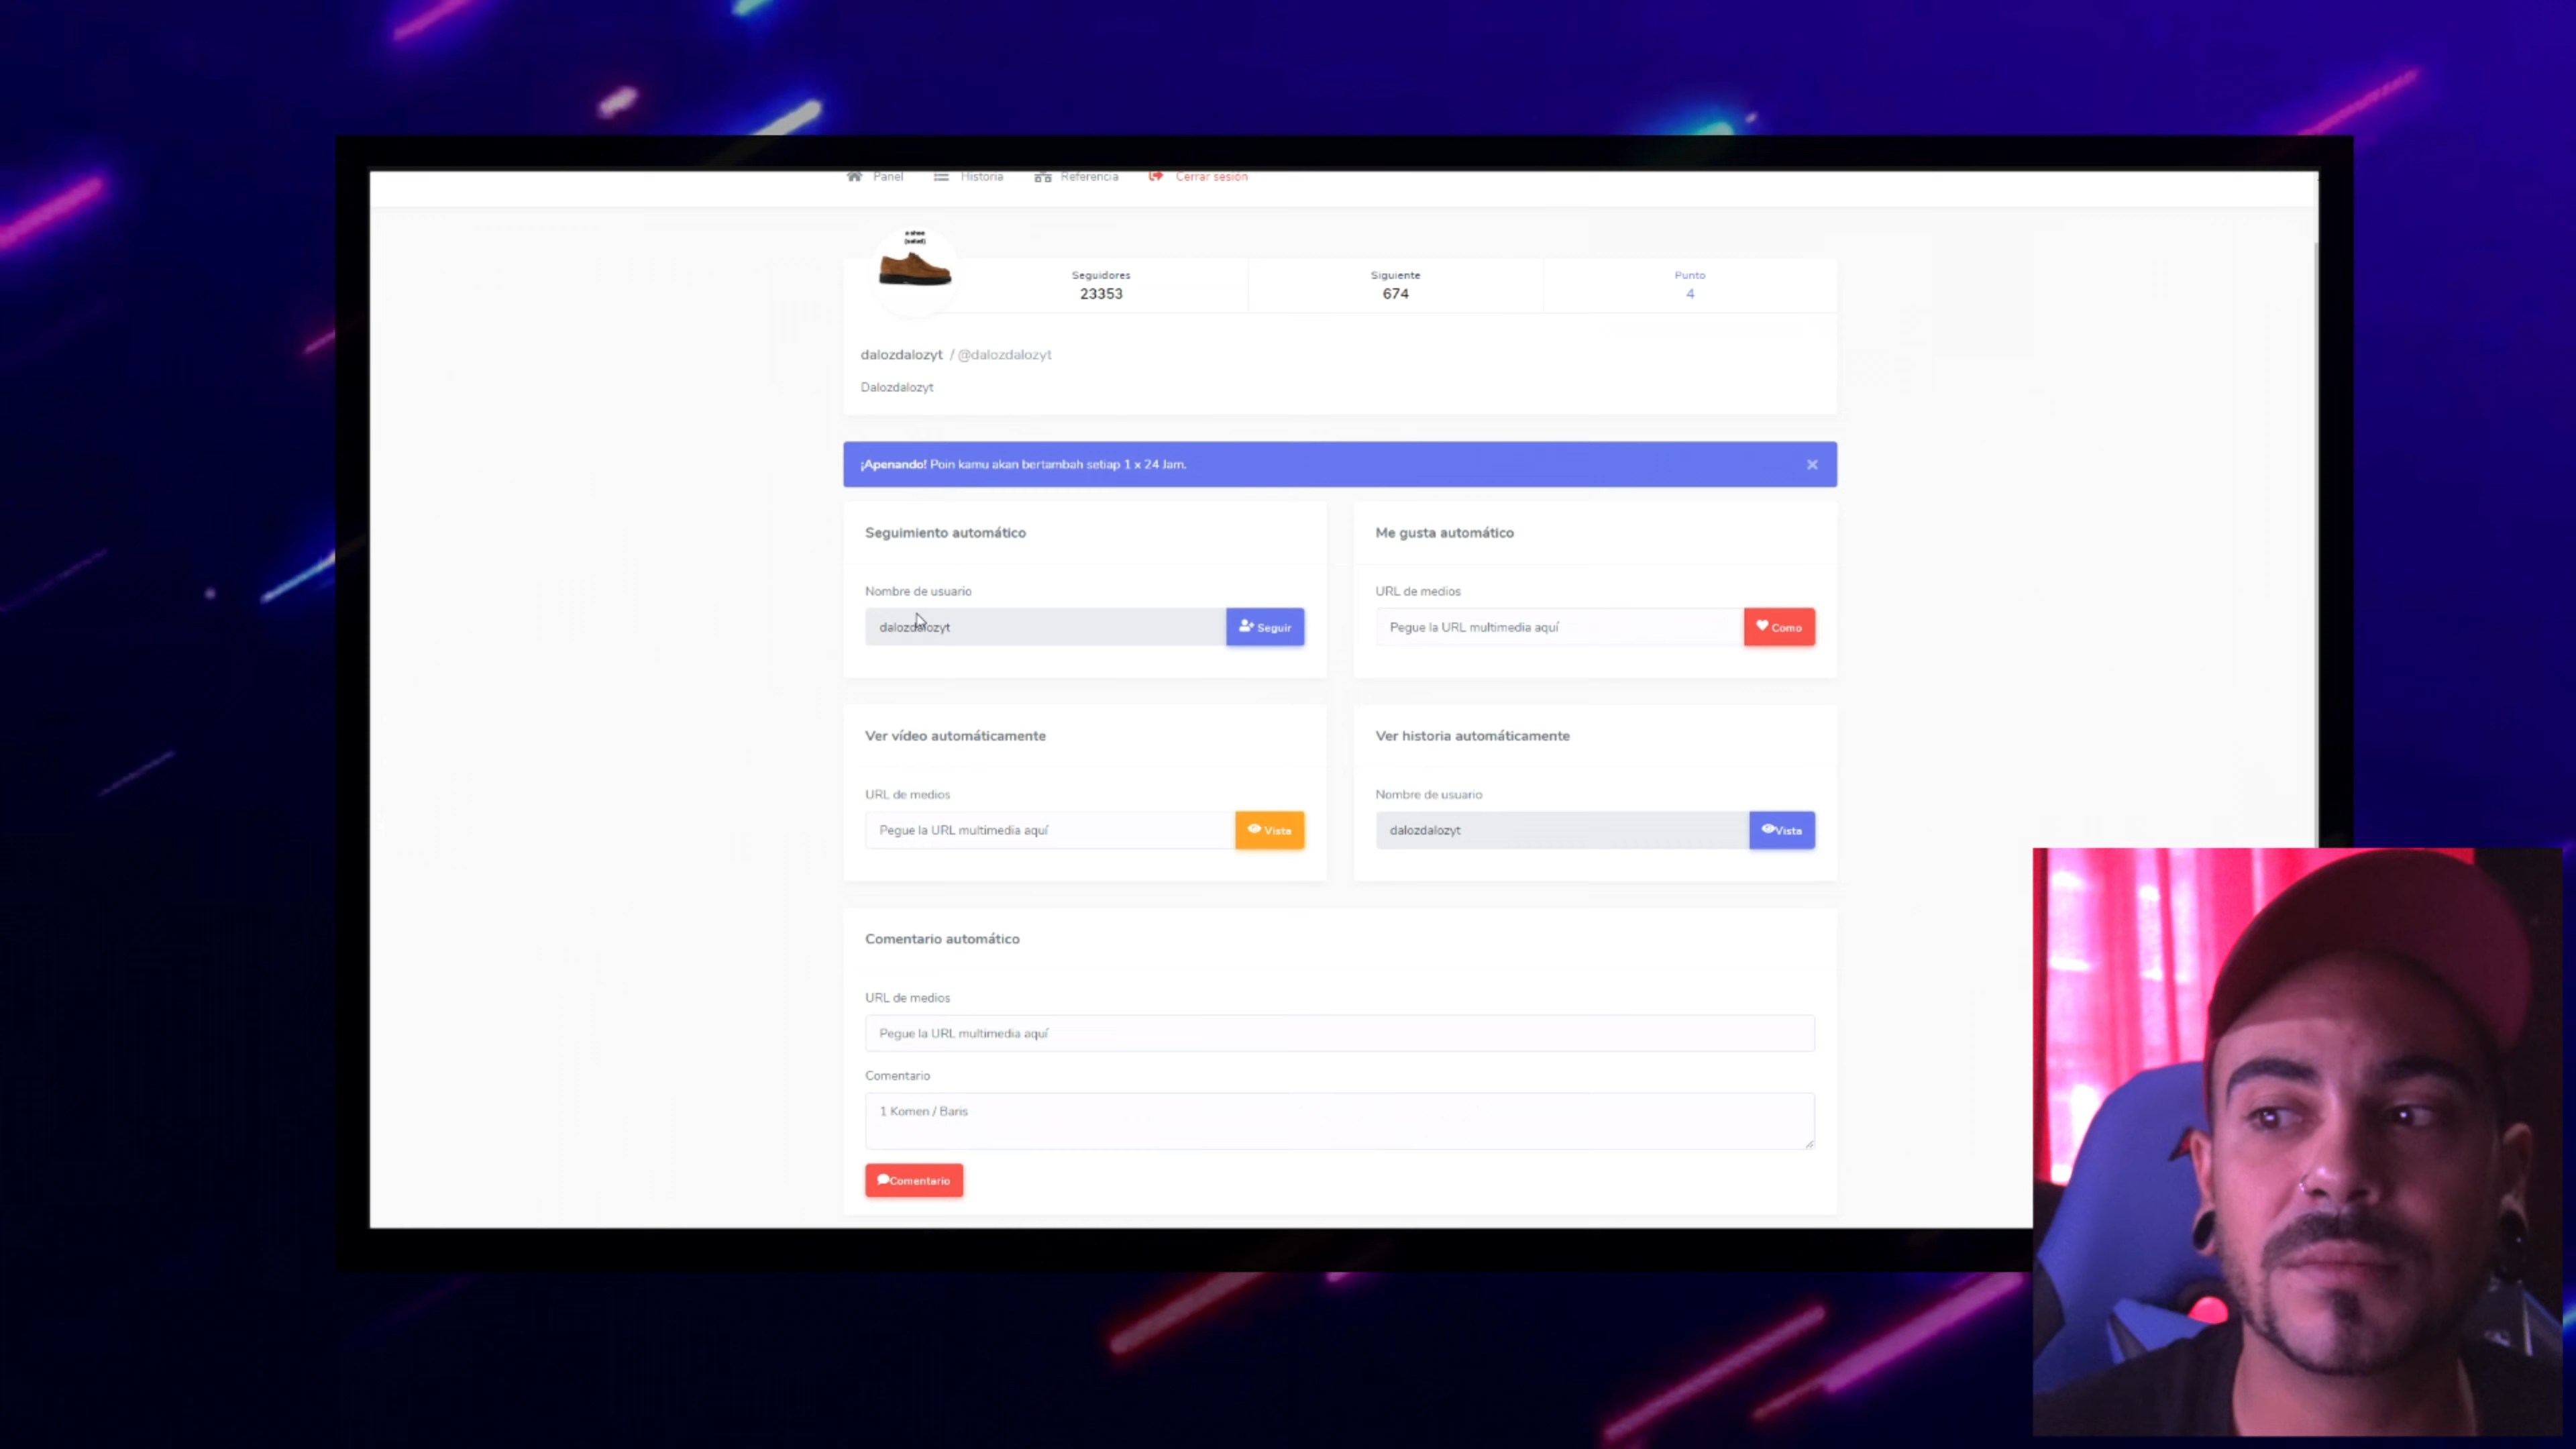 Panel Historia Referencia Cerrar sesión
a shoe
(salad)
Seguidores
23353
Siguiente
674
Punto
4
dalozdalozyt / @dalozdalozyt
Dalozdalozyt
¡Apenando! Poin kamu akan bertambah setiap 1 x 24 Jam.
Seguimiento automático
Nombre de usuario
dalozdalozyt
Seguir
Me gusta automático
URL de medios
Pegue la URL multimedia aquí
Como
Ver vídeo automáticamente
URL de medios
Pegue la URL multimedia aquí
Vista
Ver historia automáticamente
Nombre de usuario
dalozdalozyt
Vista
Comentario automático
URL de medios
Pegue la URL multimedia aquí
Comentario
1 Komen / Baris
Comentario